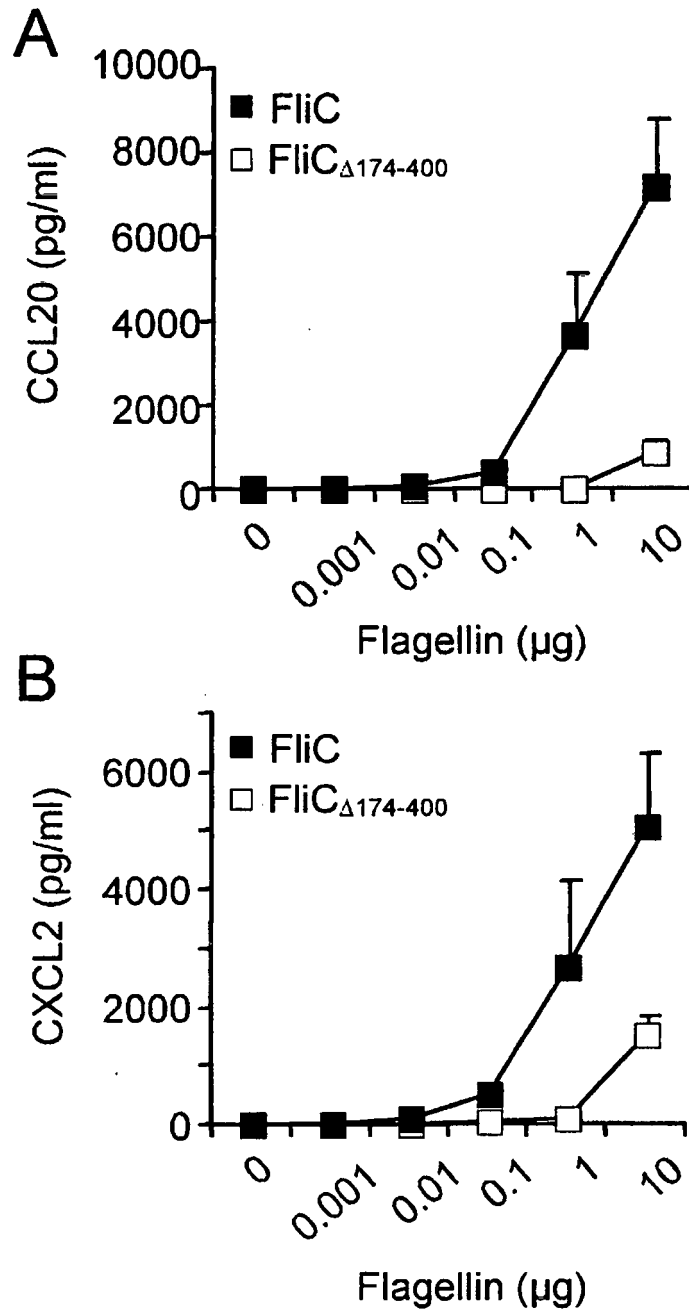 A
10000
8000
6000
4000
2000
0
CCL20 (pg/ml)
FliC
FliCΔ174-400
0 0.001 0.01 0.1 1 10
Flagellin (µg)
B
6000
4000
2000
0
CXCL2 (pg/ml)
FliC
FliCΔ174-400
0 0.001 0.01 0.1 1 10
Flagellin (µg)